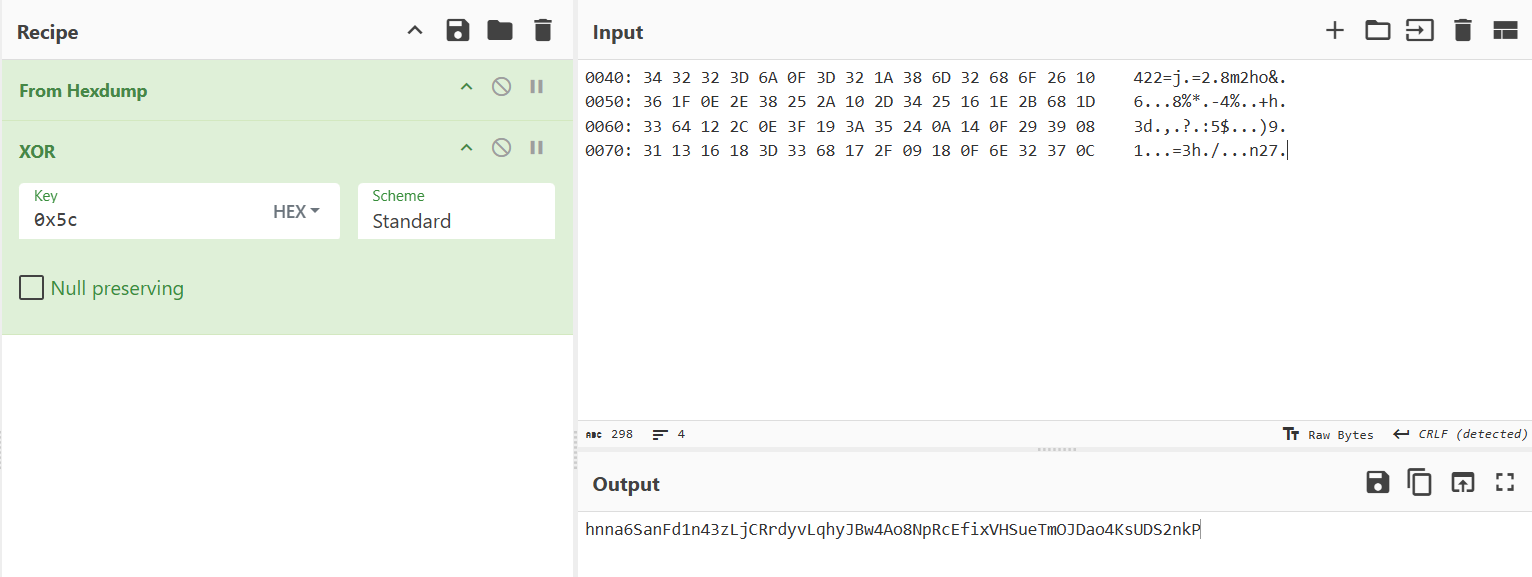 Recipe
From Hexdump
XOR
Key
0x5c
HEX
Scheme
Standard
Null preserving
Input
0040: 34 32 32 3D 6A 0F 3D 32 1A 38 6D 32 68 6F 26 10 422=j.=2.8m2ho&.
0050: 36 1F 0E 2E 38 25 2A 10 2D 34 25 16 1E 2B 68 1D 6...8%*.-4%..+h.
0060: 33 64 12 2C 0E 3F 19 3A 35 24 0A 14 0F 29 39 08 3d.,.?.:5$...)9.
0070: 31 13 16 18 3D 33 68 17 2F 09 18 0F 6E 32 37 0C 1...=3h./...n27.
ABC 298 4
Tt Raw Bytes CRLF (detected)
Output
hnna6SanFd1n43zLjCRrdyvLqhyJBw4Ao8NpRcEfixVHSueTmOJDao4KsUDS2nkP